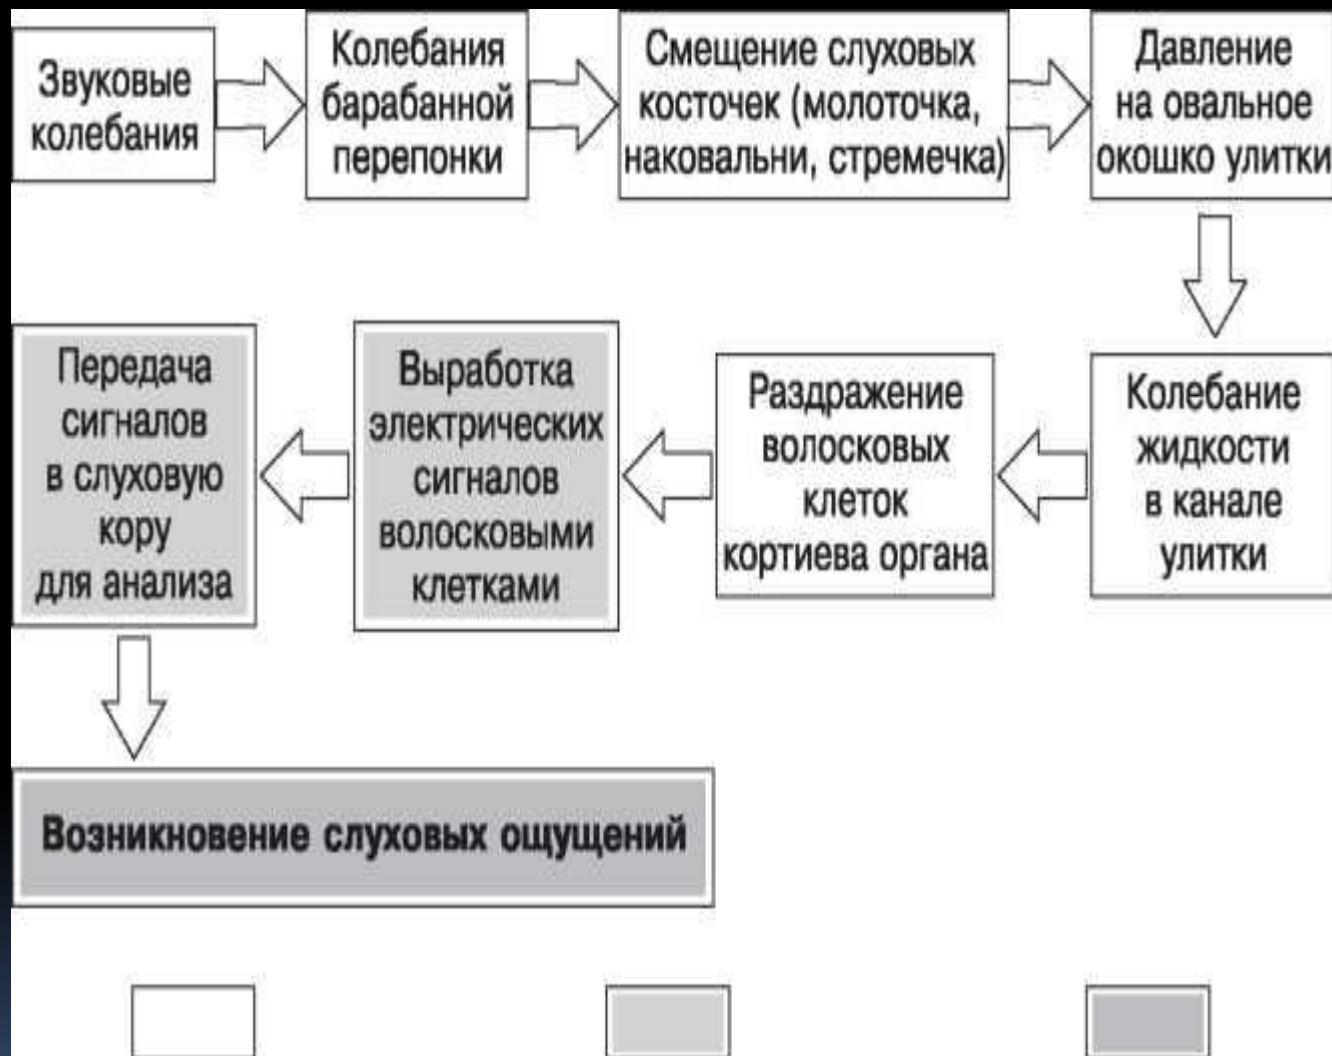 Звуковые
колебания
Колебания
барабанной
перепонки
Смещение слуховых
косточек (молоточка,
наковальни, стремечка)
Давление
на овальное
окошко улитки
Колебание
жидкости
в канале
улитки
Раздражение
волосковых
клеток
кортиева органа
Выработка
электрических
сигналов
волосковыми
клетками
Передача
сигналов
в слуховую
кору
для анализа
Возникновение слуховых ощущений